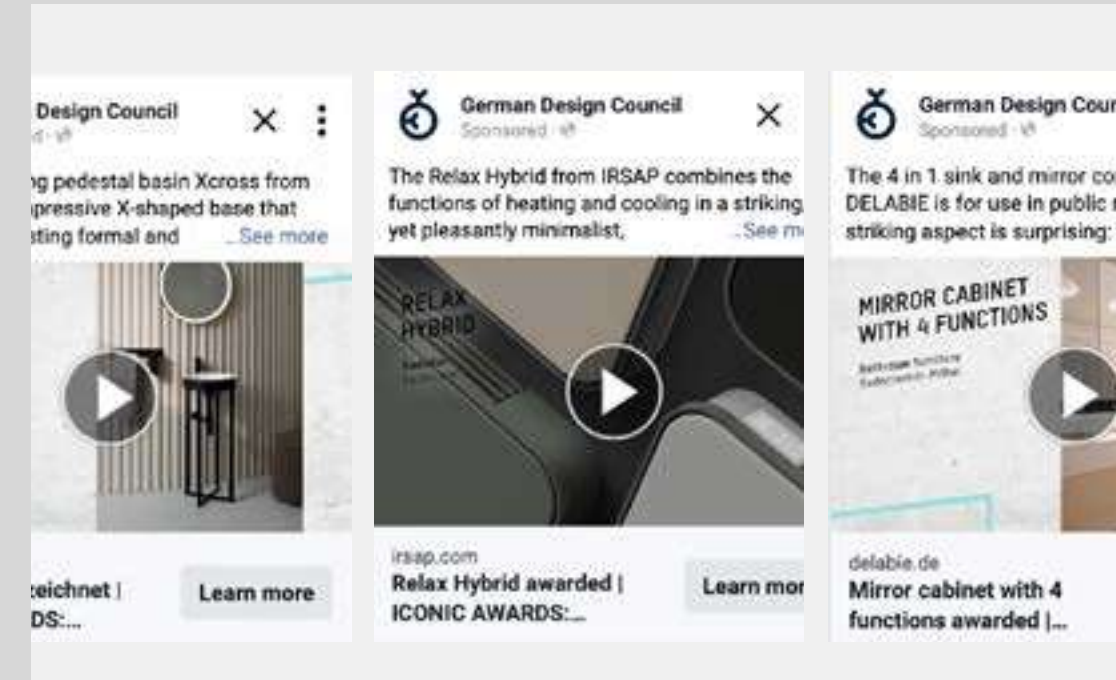 Design Council
ng pedestal basin Xcross from
pressive X-shaped base that
sting formal and ...See more
zeichnet |
DS:...
Learn more
German Design Council
Sponsored
The Relax Hybrid from IRSAP combines the
functions of heating and cooling in a striking,
yet pleasantly minimalist, ...See m
RELAX
HYBRID
irsap.com
Relax Hybrid awarded |
ICONIC AWARDS:...
Learn mor
German Design Cour
Sponsored
The 4 in 1 sink and mirror co
DELABIE is for use in public
striking aspect is surprising:
MIRROR CABINET
WITH 4 FUNCTIONS
Bathroom furniture
delabie.de
Mirror cabinet with 4
functions awarded |...